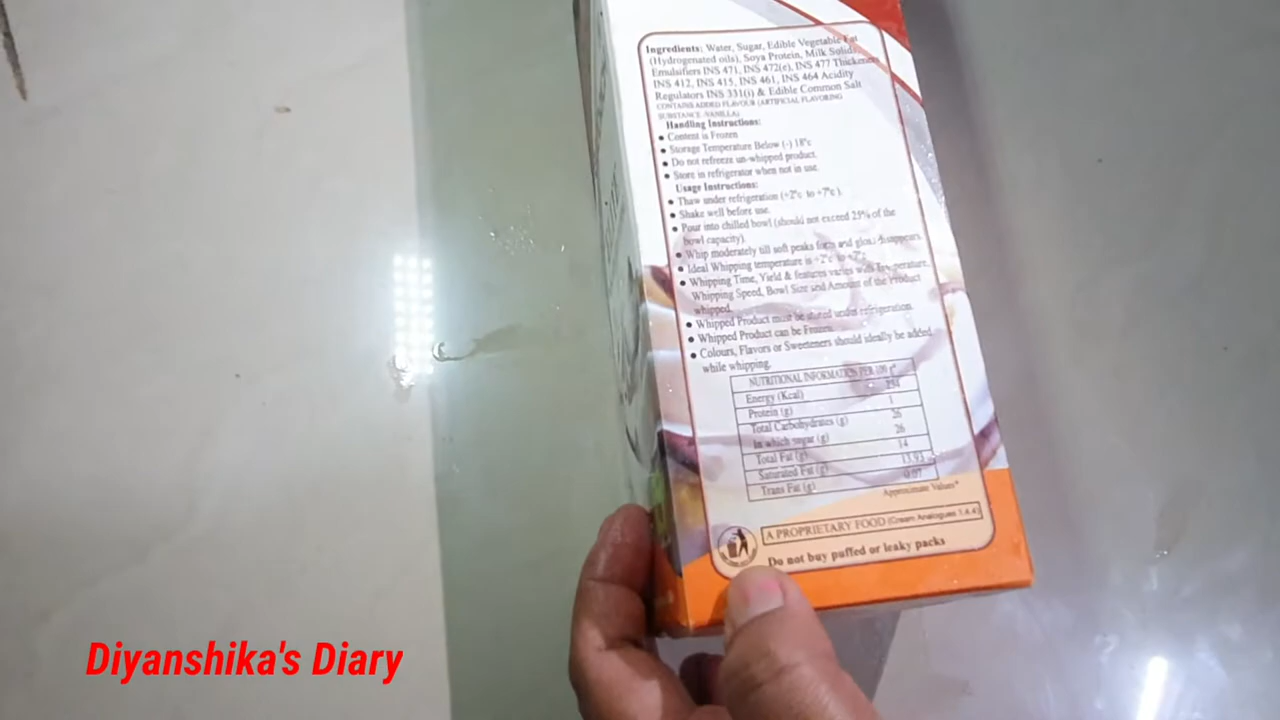 Ingredients: Water, Sugar, Edible Vegetable Fat
(Hydrogenated oils), Soya Protein, Milk Solids,
Emulsifiers INS 471, INS 472(e), INS 477 Thickeners
INS 412, INS 415, INS 461, INS 464 Acidity
Regulators INS 331(i) & Edible Common Salt
CONTAINS ADDED FLAVOUR (ARTIFICIAL FLAVORING
SUBSTANCE -VANILLA)
Handling Instructions:
• Content is Frozen
• Storage Temperature Below (-) 18°c
• Do not refreeze un-whipped product.
• Store in refrigerator when not in use.
Usage Instructions:
• Thaw under refrigeration (+2°c to +7°c ).
• Shake well before use.
• Pour into chilled bowl (should not exceed 25% of the
bowl capacity).
• Whip moderately till soft peaks form and gloss disappears.
• Ideal Whipping temperature is +2°c to +7°c
• Whipping Time, Yield & features varies with Temperature,
Whipping Speed, Bowl Size and Amount of the Product
whipped.
• Whipped Product must be stored under refrigeration.
• Whipped Product can be Frozen.
• Colours, Flavors or Sweeteners should ideally be added
while whipping.
NUTRITIONAL INFORMATION PER 100 g*
Energy (Kcal)
Protein (g) 1
Total Carbohydrates (g) 26
In which sugar (g) 26
Total Fat (g) 14
Saturated Fat (g) 13.93
Trans Fat (g) 0.07
Approximate Values*
A PROPRIETARY FOOD (Cream Analogues 1.4.4)
Do not buy puffed or leaky packs
Diyanshika's Diary